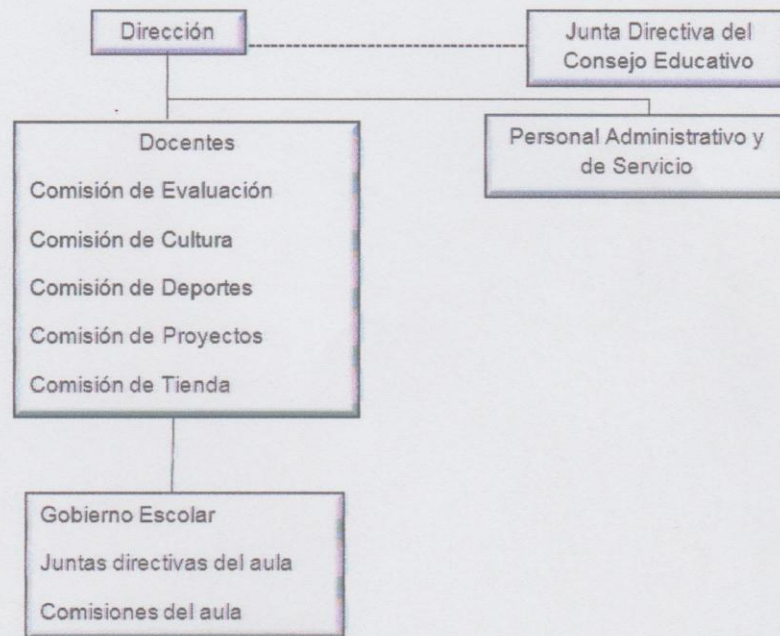 Dirección
Junta Directiva del
Consejo Educativo
Docentes
Comisión de Evaluación
Comisión de Cultura
Comisión de Deportes
Comisión de Proyectos
Comisión de Tienda
Personal Administrativo y
de Servicio
Gobierno Escolar
Juntas directivas del aula
Comisiones del aula